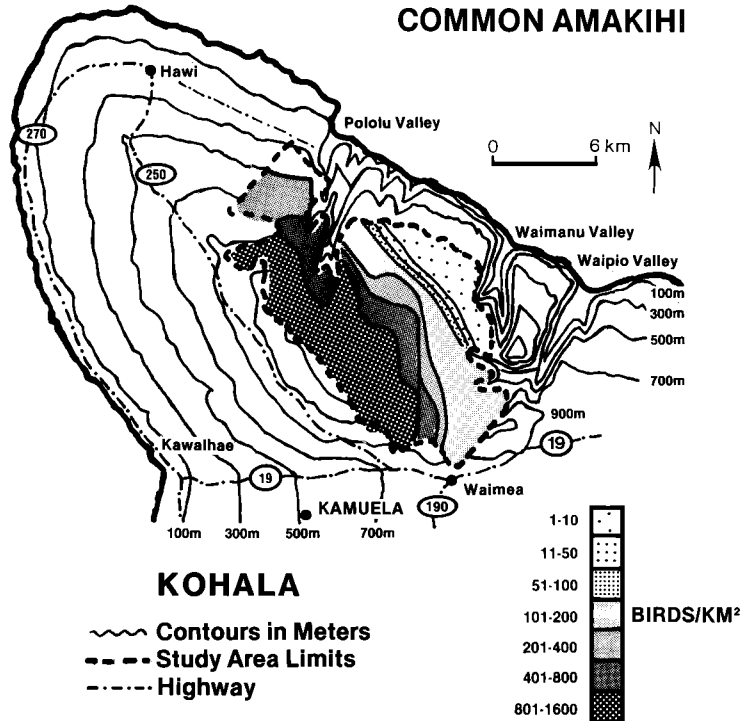 COMMON AMAKIHI
Hawi
270
Pololu Valley
0 6 km
N
250
Waimanu Valley
Waipio Valley
100m
300m
500m
700m
900m
19
Kawaihae
19
Waimea
190
KAMUELA
100m 300m 500m 700m
KOHALA
Contours in Meters
Study Area Limits
Highway
1-10
11-50
51-100
101-200
201-400
401-800
801-1600
BIRDS/KM²